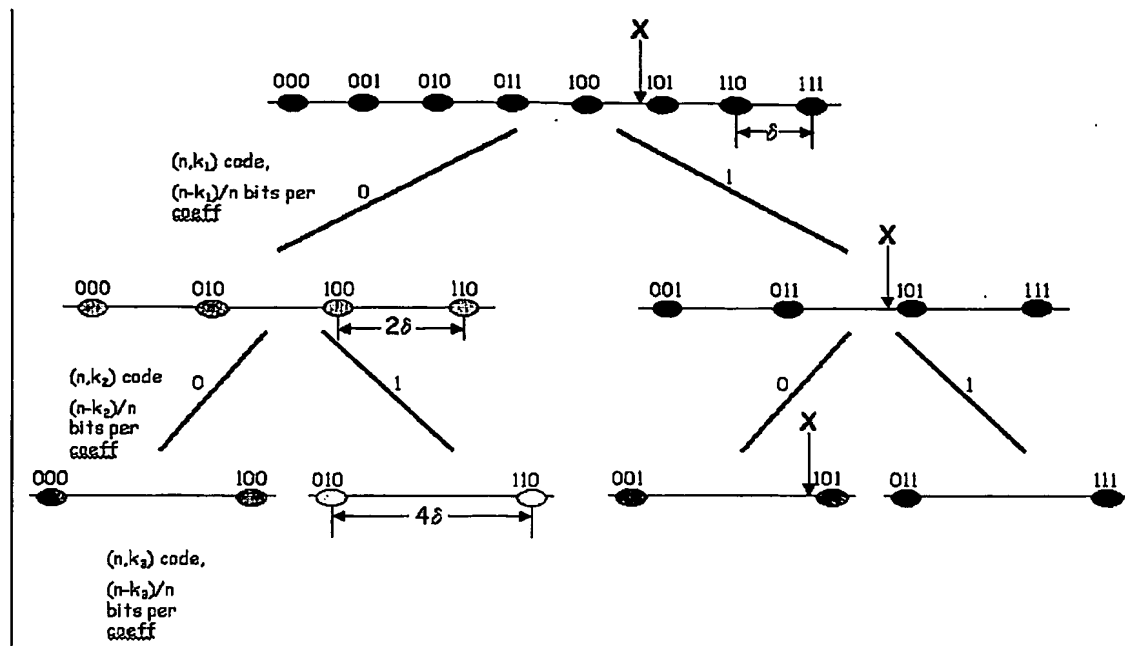 X
000 001 010 011 100 101 110 111
δ
(n,k₁) code,
(n-k₁)/n bits per
coeff
0
1
X
000 010 100 110
2δ
001 011 101 111
(n,k₂) code
(n-k₂)/n
bits per
coeff
0
1
0
1
X
000 100
010 110
4δ
001 101
011 111
(n,k₃) code,
(n-k₃)/n
bits per
coeff